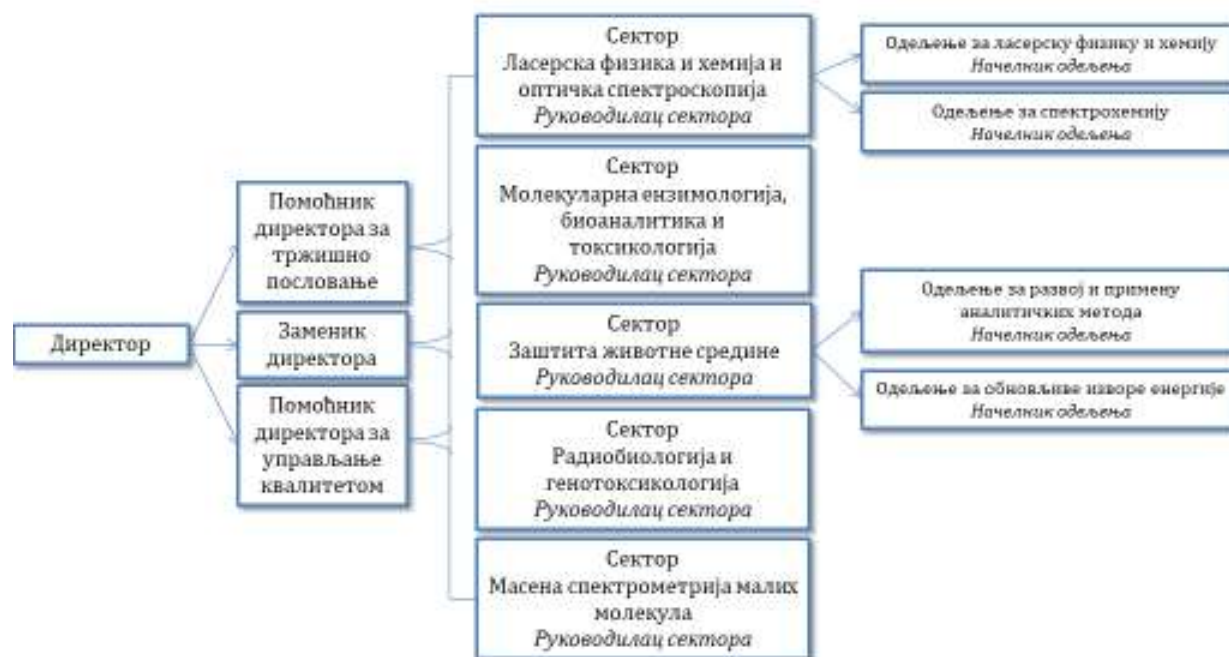 Директор
Помоћник
директора за
тржишно
пословање
Заменик
директора
Помоћник
директора за
управљање
квалитетом
Сектор
Ласерска физика и хемија и
оптичка спектроскопија
Руководилац сектора
Сектор
Молекуларна ензимологија,
биоаналитика и
токсикологија
Руководилац сектора
Сектор
Заштита животне средине
Руководилац сектора
Сектор
Радиобиологија и
генотоксикологија
Руководилац сектора
Сектор
Масена спектрометрија малих
молекула
Руководилац сектора
Одељење за ласерску физику и хемију
Начелник одељења
Одељење за спектрохемију
Начелник одељења
Одељење за развој и примену
аналитичких метода
Начелник одељења
Одељење за обновљиве изворе енергије
Начелник одељења